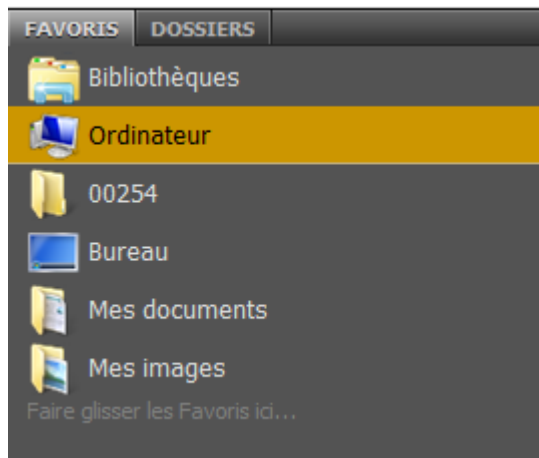 FAVORIS DOSSIERS
Bibliothèques
Ordinateur
00254
Bureau
Mes documents
Mes images
Faire glisser les Favoris ici...